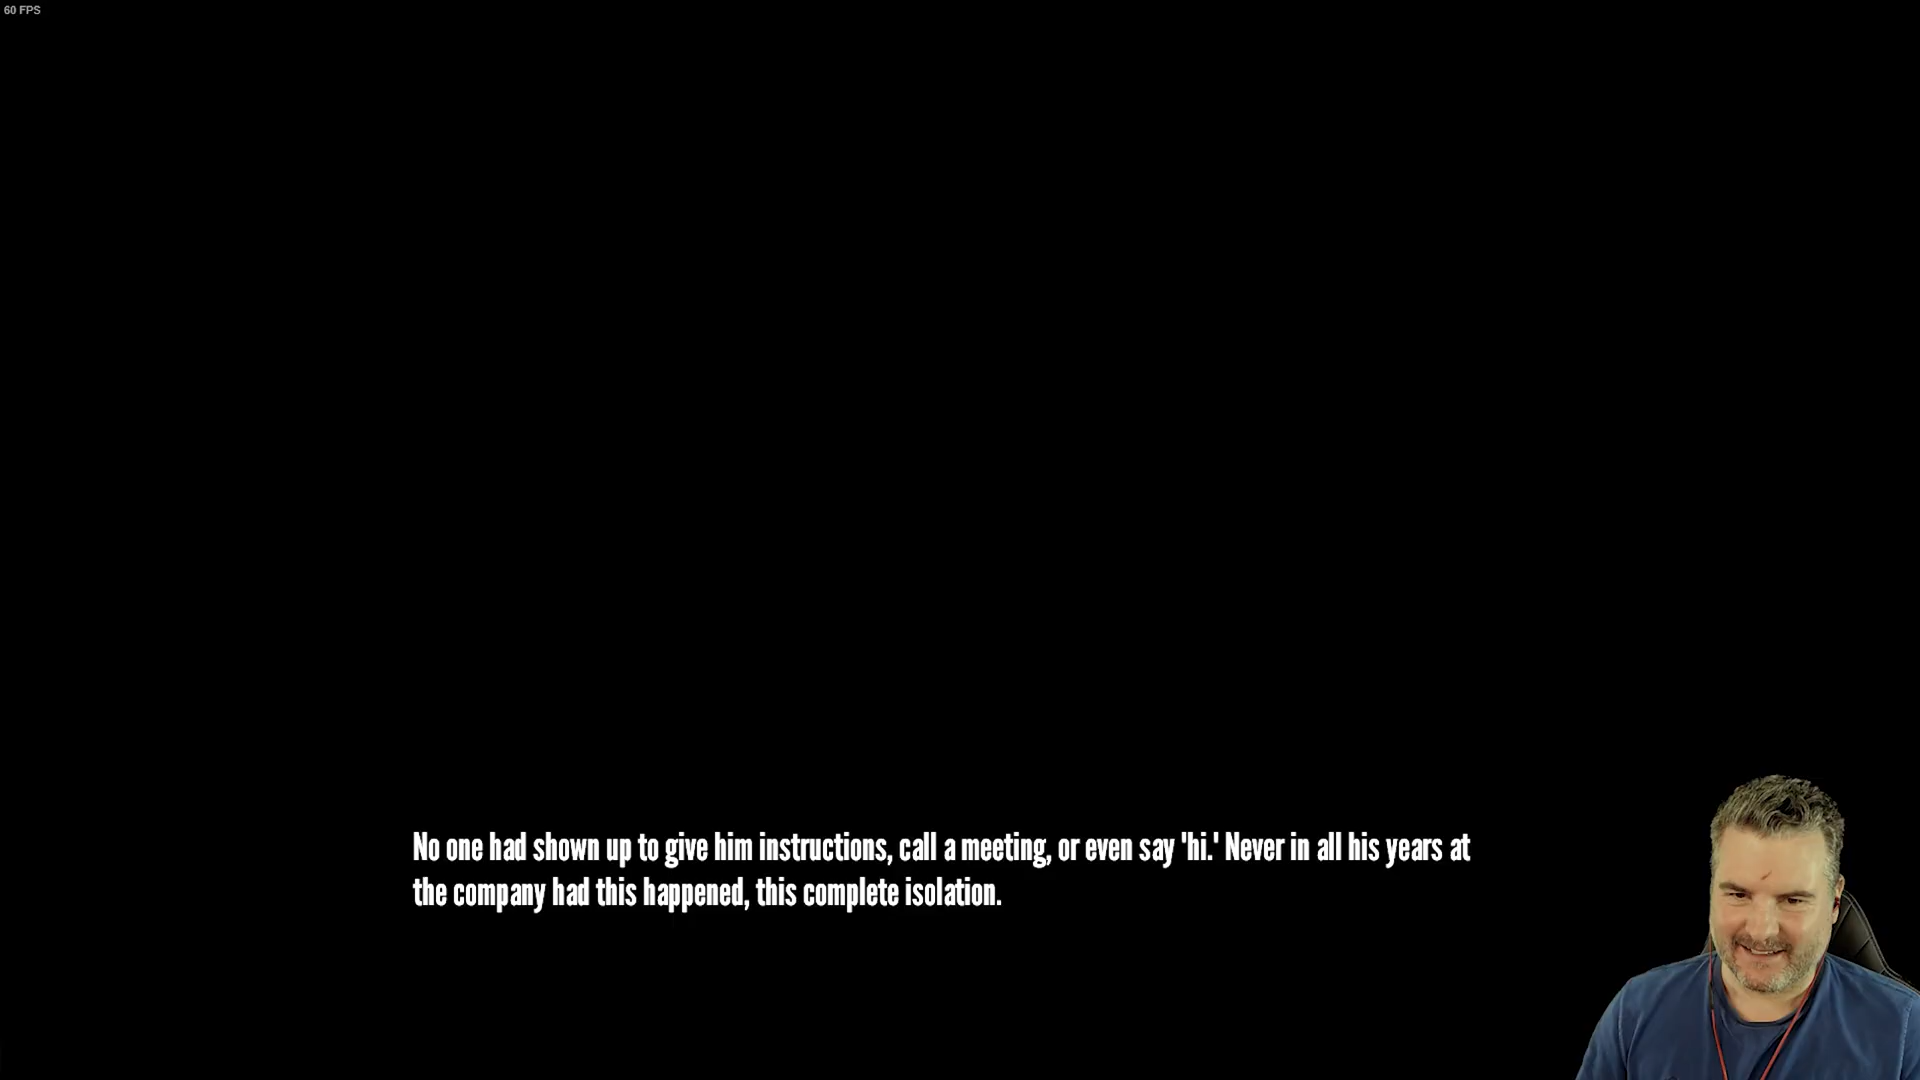 60 FPS
No one had shown up to give him instructions, call a meeting, or even say 'hi.' Never in all his years at
the company had this happened, this complete isolation.